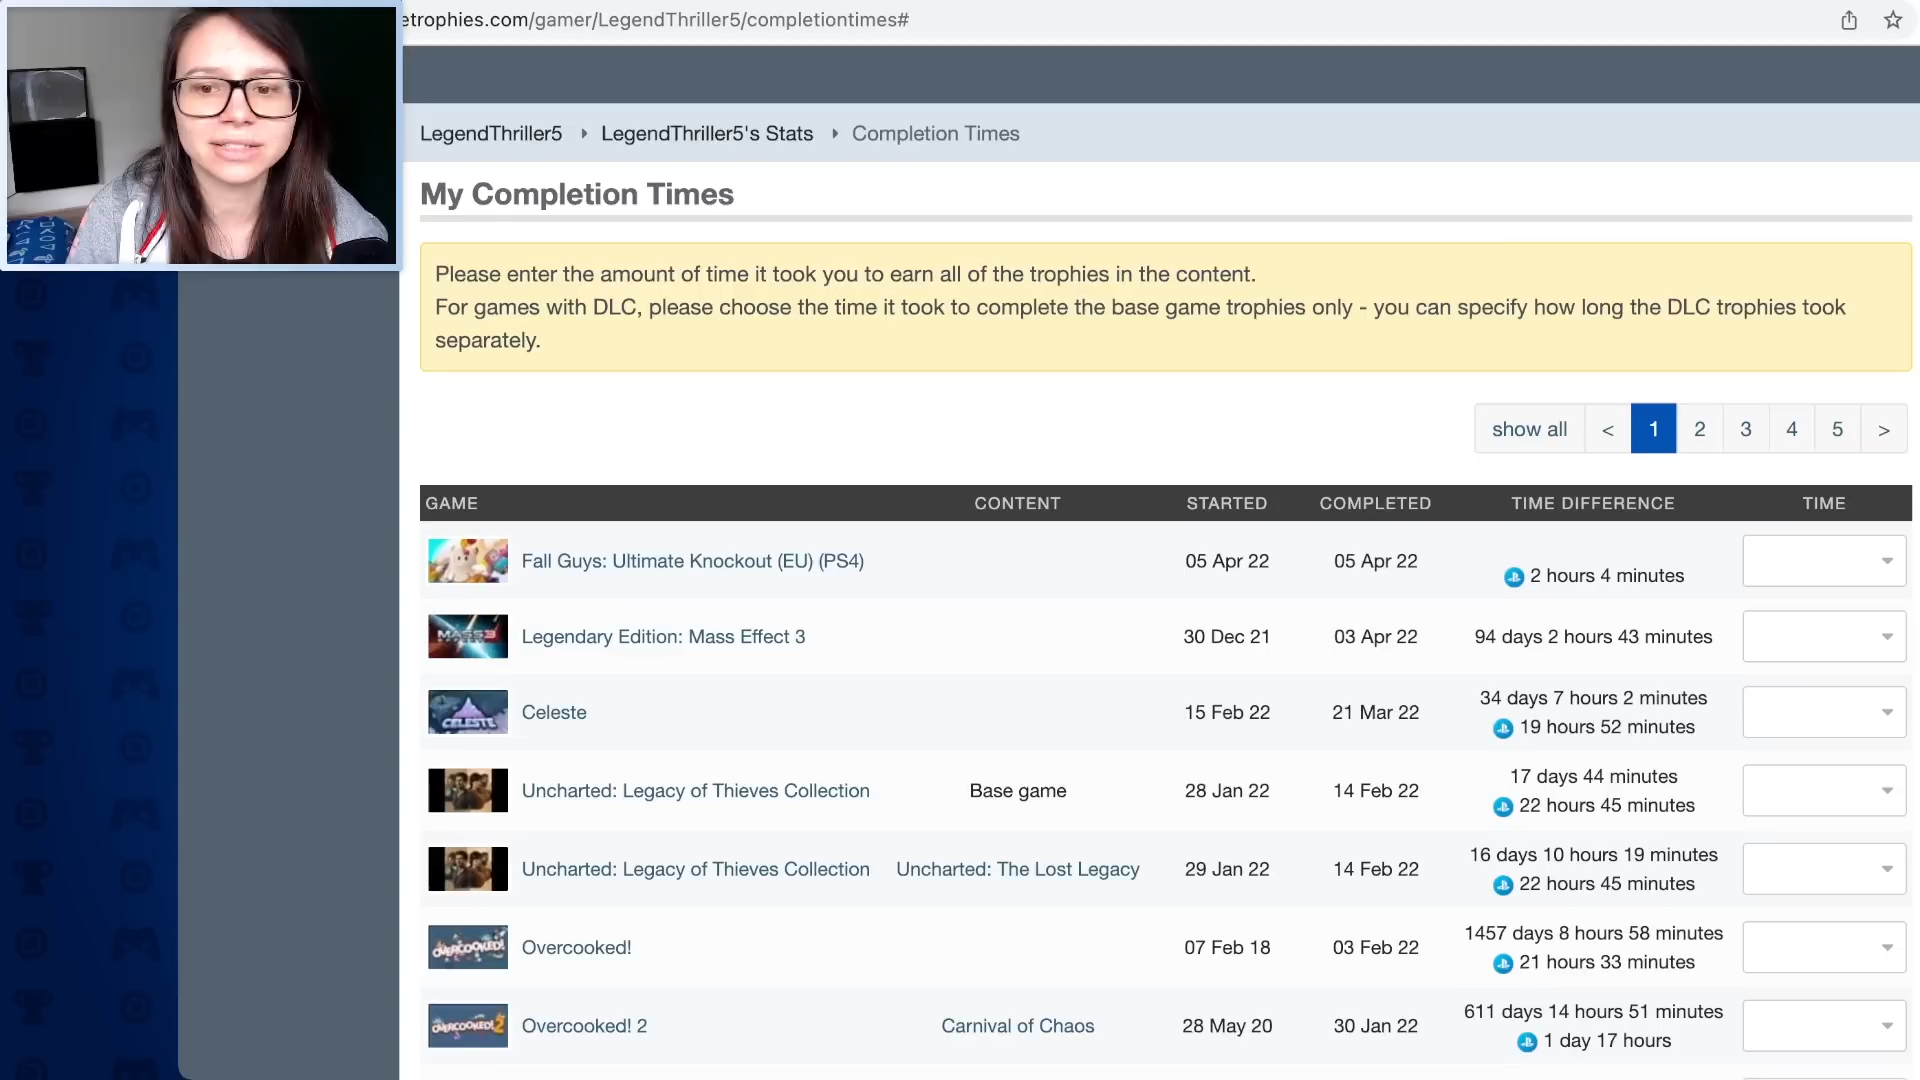 etrophies.com/gamer/LegendThriller5/completiontimes#
LegendThriller5 LegendThriller5's Stats Completion Times
My Completion Times
Please enter the amount of time it took you to earn all of the trophies in the content.
For games with DLC, please choose the time it took to complete the base game trophies only - you can specify how long the DLC trophies took
separately.
show all < 1 2 3 4 5 >
GAME CONTENT STARTED COMPLETED TIME DIFFERENCE TIME
Fall Guys: Ultimate Knockout (EU) (PS4) 05 Apr 22 05 Apr 22
2 hours 4 minutes
MASS 3
Legendary Edition: Mass Effect 3 30 Dec 21 03 Apr 22 94 days 2 hours 43 minutes
CELESTE
Celeste 15 Feb 22 21 Mar 22 34 days 7 hours 2 minutes
19 hours 52 minutes
Uncharted: Legacy of Thieves Collection Base game 28 Jan 22 14 Feb 22 17 days 44 minutes
22 hours 45 minutes
Uncharted: Legacy of Thieves Collection Uncharted: The Lost Legacy 29 Jan 22 14 Feb 22 16 days 10 hours 19 minutes
22 hours 45 minutes
OVERCOOKED!
Overcooked! 07 Feb 18 03 Feb 22 1457 days 8 hours 58 minutes
21 hours 33 minutes
OVERCOOKED! 2
Overcooked! 2 Carnival of Chaos 28 May 20 30 Jan 22 611 days 14 hours 51 minutes
1 day 17 hours